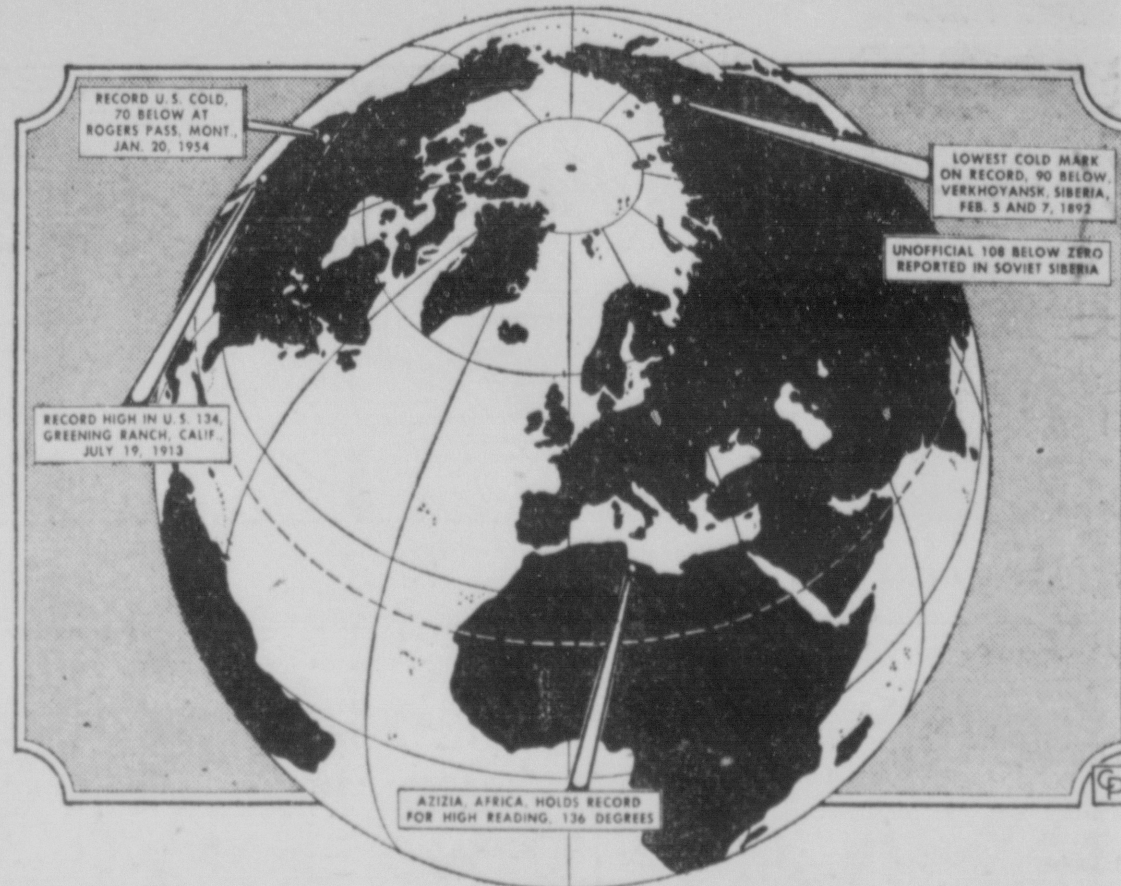 RECORD U.S. COLD,
70 BELOW AT
ROGERS PASS, MONT.,
JAN. 20, 1954
LOWEST COLD MARK
ON RECORD, 90 BELOW,
VERKHOYANSK, SIBERIA,
FEB. 5 AND 7, 1892
UNOFFICIAL 108 BELOW ZERO
REPORTED IN SOVIET SIBERIA
RECORD HIGH IN U.S. 134,
GREENING RANCH, CALIF.,
JULY 19, 1913
AZIZIA, AFRICA, HOLDS RECORD
FOR HIGH READING, 136 DEGREES